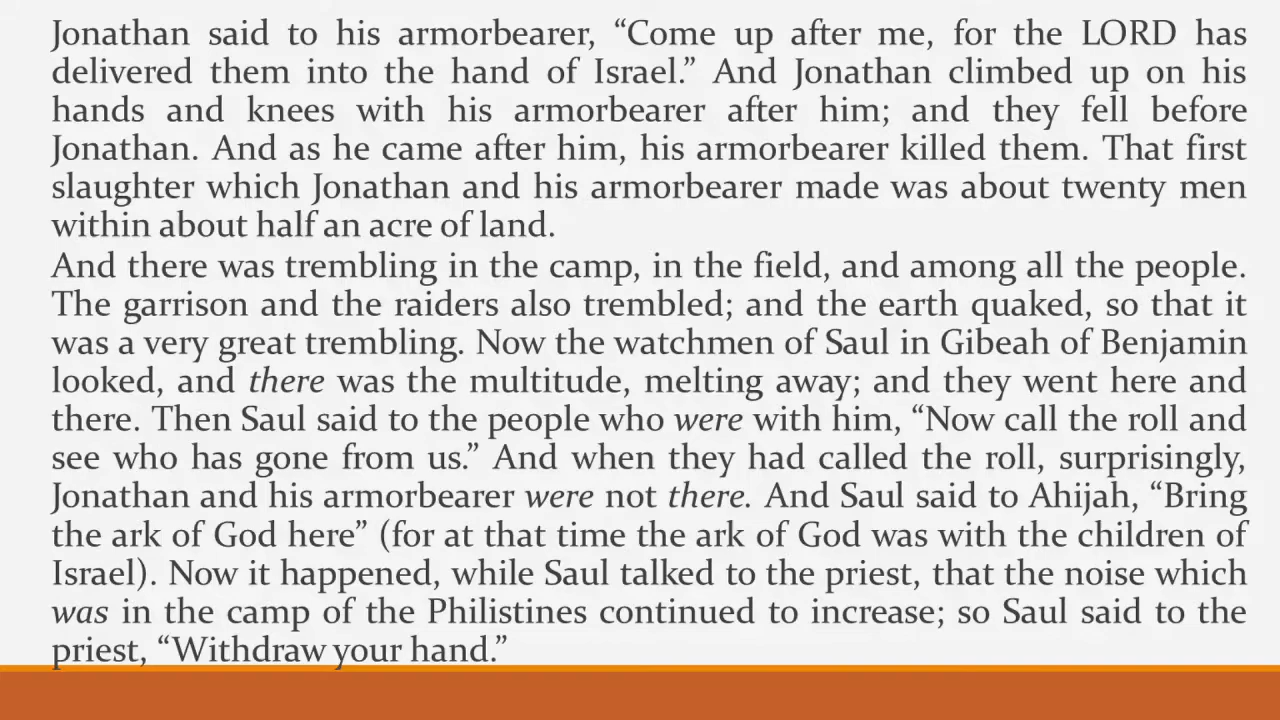 Jonathan said to his armorbearer, “Come up after me, for the LORD has
delivered them into the hand of Israel.” And Jonathan climbed up on his
hands and knees with his armorbearer after him; and they fell before
Jonathan. And as he came after him, his armorbearer killed them. That first
slaughter which Jonathan and his armorbearer made was about twenty men
within about half an acre of land.
And there was trembling in the camp, in the field, and among all the people.
The garrison and the raiders also trembled; and the earth quaked, so that it
was a very great trembling. Now the watchmen of Saul in Gibeah of Benjamin
looked, and there was the multitude, melting away; and they went here and
there. Then Saul said to the people who were with him, “Now call the roll and
see who has gone from us.” And when they had called the roll, surprisingly,
Jonathan and his armorbearer were not there. And Saul said to Ahijah, “Bring
the ark of God here” (for at that time the ark of God was with the children of
Israel). Now it happened, while Saul talked to the priest, that the noise which
was in the camp of the Philistines continued to increase; so Saul said to the
priest, “Withdraw your hand.”